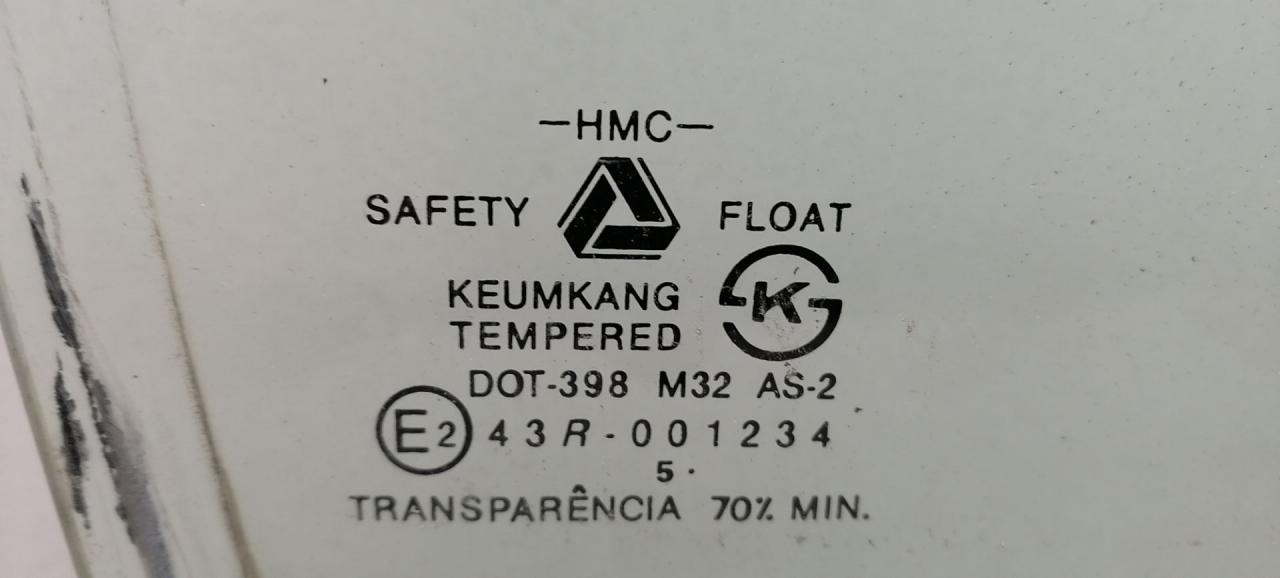 —HMC—
SAFETY FLOAT
KEUMKANG
TEMPERED
K
DOT-398 M32 AS-2
E2 43R-001234
5.
TRANSPARÊNCIA 70% MIN.